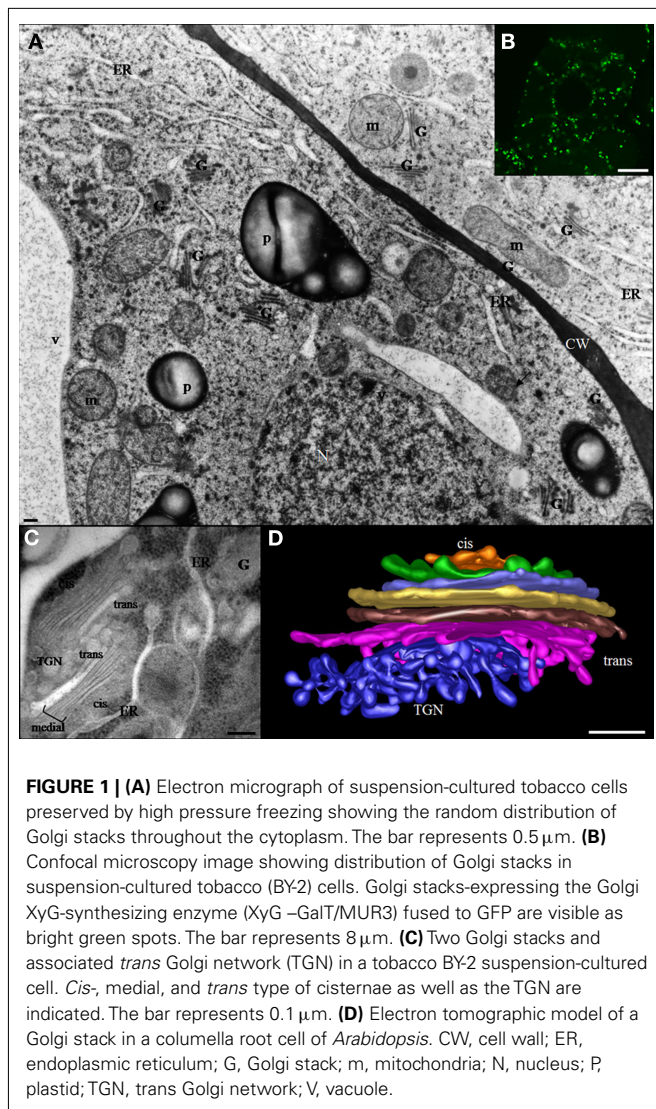 A
B
ER
m
G
G
G
G
p
G
m
G
G
ER
ER
v
CW
p
m
G
v
N
G
C
D
cis
ER
G
trans
TGN
trans
cis
ER
medial
cis
trans
TGN
FIGURE 1 | (A) Electron micrograph of suspension-cultured tobacco cells
preserved by high pressure freezing showing the random distribution of
Golgi stacks throughout the cytoplasm. The bar represents 0.5 μm. (B)
Confocal microscopy image showing distribution of Golgi stacks in
suspension-cultured tobacco (BY-2) cells. Golgi stacks-expressing the Golgi
XyG-synthesizing enzyme (XyG –GalT/MUR3) fused to GFP are visible as
bright green spots. The bar represents 8 μm. (C) Two Golgi stacks and
associated trans Golgi network (TGN) in a tobacco BY-2 suspension-cultured
cell. Cis-, medial, and trans type of cisternae as well as the TGN are
indicated. The bar represents 0.1 μm. (D) Electron tomographic model of a
Golgi stack in a columella root cell of Arabidopsis. CW, cell wall; ER,
endoplasmic reticulum; G, Golgi stack; m, mitochondria; N, nucleus; P,
plastid; TGN, trans Golgi network; V, vacuole.